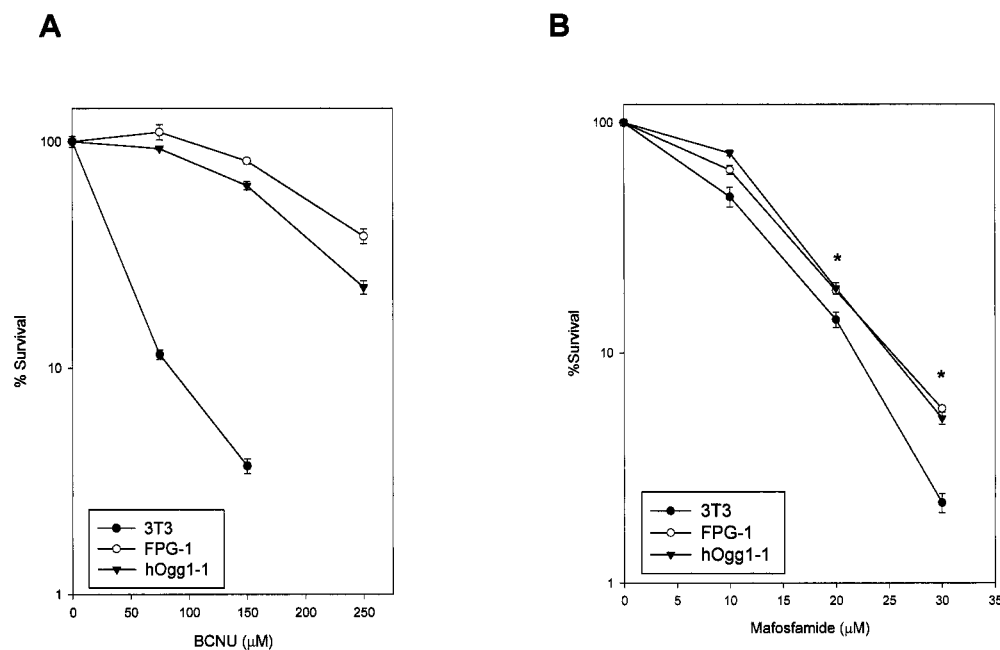 A
100
10
1
% Survival
3T3
FPG-1
hOgg1-1
0 50 100 150 200 250
BCNU (µM)
B
100
10
1
%Survival
*
*
3T3
FPG-1
hOgg1-1
0 5 10 15 20 25 30 35
Mafosfamide (µM)